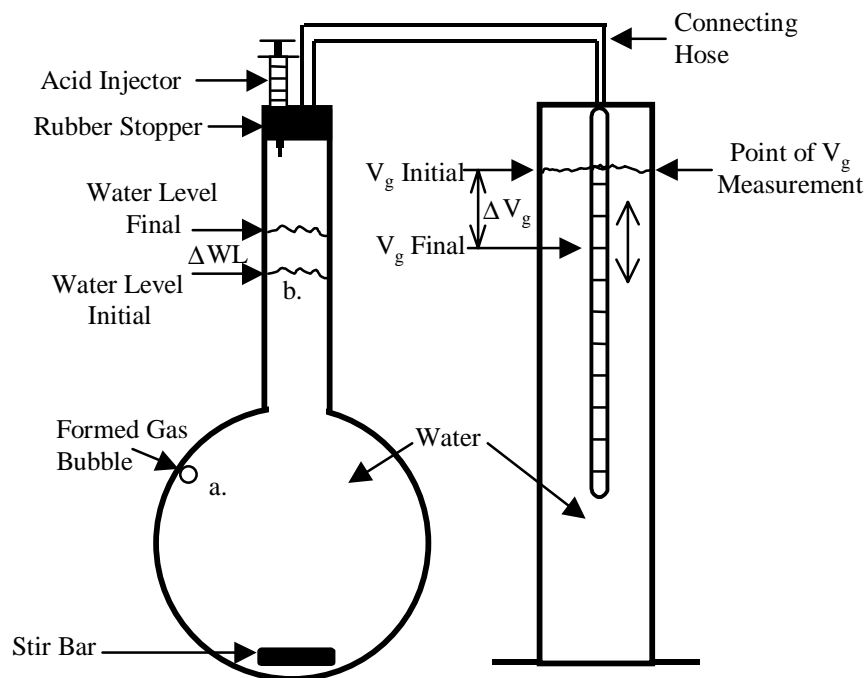 Connecting
Hose
Acid Injector
Rubber Stopper
Water Level
Final
ΔWL
Water Level
Initial
b.
V_g Initial
ΔV_g
V_g Final
Point of V_g
Measurement
Formed Gas
Bubble
a.
Water
Stir Bar